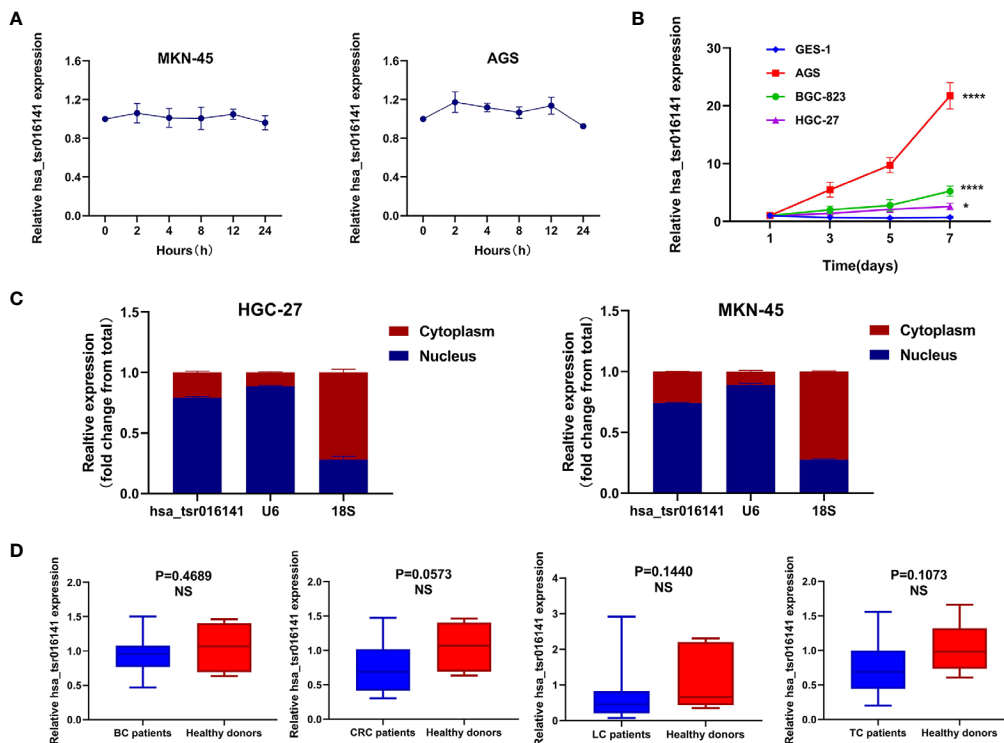 A
MKN-45
Relative hsa_tsr016141 expression
1.6
1.2
0.8
0.4
0.0
0 2 4 8 12 24
Hours(h)
AGS
Relative hsa_tsr016141 expression
1.6
1.2
0.8
0.4
0.0
0 2 4 8 12 24
Hours(h)
B
Relative hsa_tsr016141 expression
30
20
10
0
GES-1
AGS
BGC-823
HGC-27
****
****
*
1 3 5 7
Time(days)
C
HGC-27
Realtive expression
(fold change from total)
1.5
1.0
0.5
0.0
Cytoplasm
Nucleus
hsa_tsr016141 U6 18S
MKN-45
Realtive expression
(fold change from total)
1.5
1.0
0.5
0.0
Cytoplasm
Nucleus
hsa_tsr016141 U6 18S
D
Relative hsa_tsr016141 expression
P=0.4689
NS
2.0
1.5
1.0
0.5
0.0
BC patients Healthy donors
Relative hsa_tsr016141 expression
P=0.0573
NS
2.0
1.5
1.0
0.5
0.0
CRC patients Healthy donors
Relative hsa_tsr016141 expression
P=0.1440
NS
4
3
2
1
0
LC patients Healthy donors
Relative hsa_tsr016141 expression
P=0.1073
NS
2.0
1.5
1.0
0.5
0.0
TC patients Healthy donors